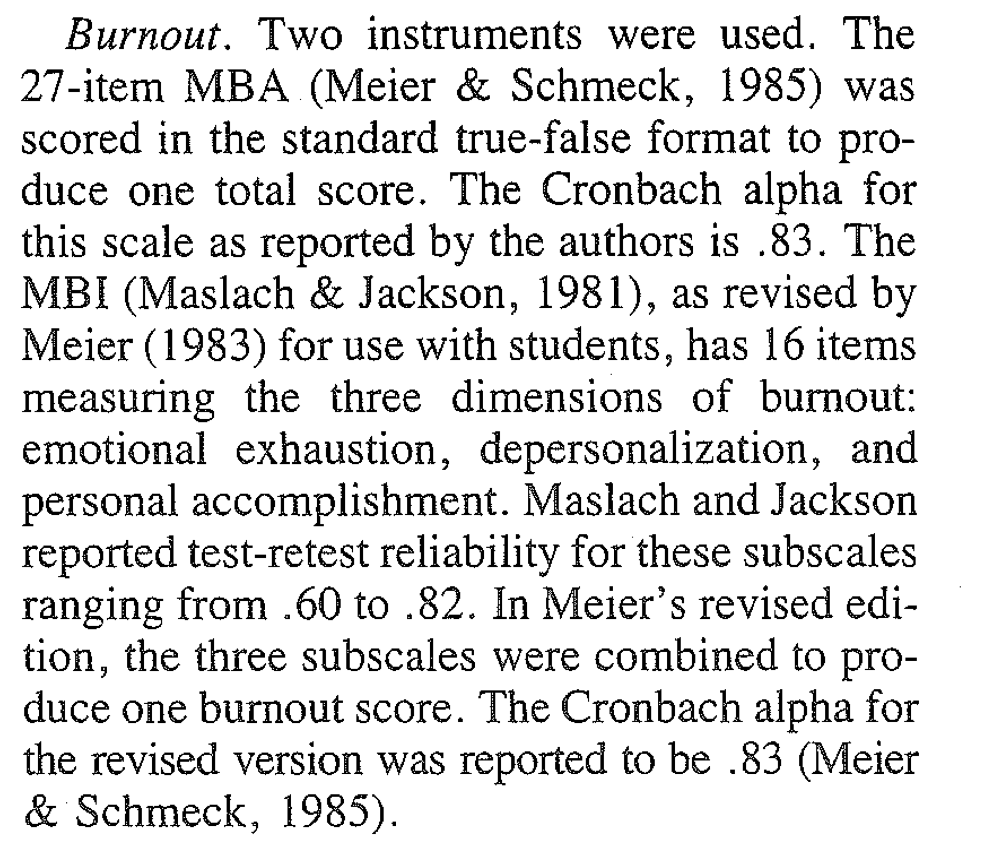 Burnout. Two instruments were used. The
27-item MBA (Meier & Schmeck, 1985) was
scored in the standard true-false format to pro-
duce one total score. The Cronbach alpha for
this scale as reported by the authors is .83. The
MBI (Maslach & Jackson, 1981), as revised by
Meier (1983) for use with students, has 16 items
measuring the three dimensions of burnout:
emotional exhaustion, depersonalization, and
personal accomplishment. Maslach and Jackson
reported test-retest reliability for these subscales
ranging from .60 to .82. In Meier's revised edi-
tion, the three subscales were combined to pro-
duce one burnout score. The Cronbach alpha for
the revised version was reported to be .83 (Meier
& Schmeck, 1985).